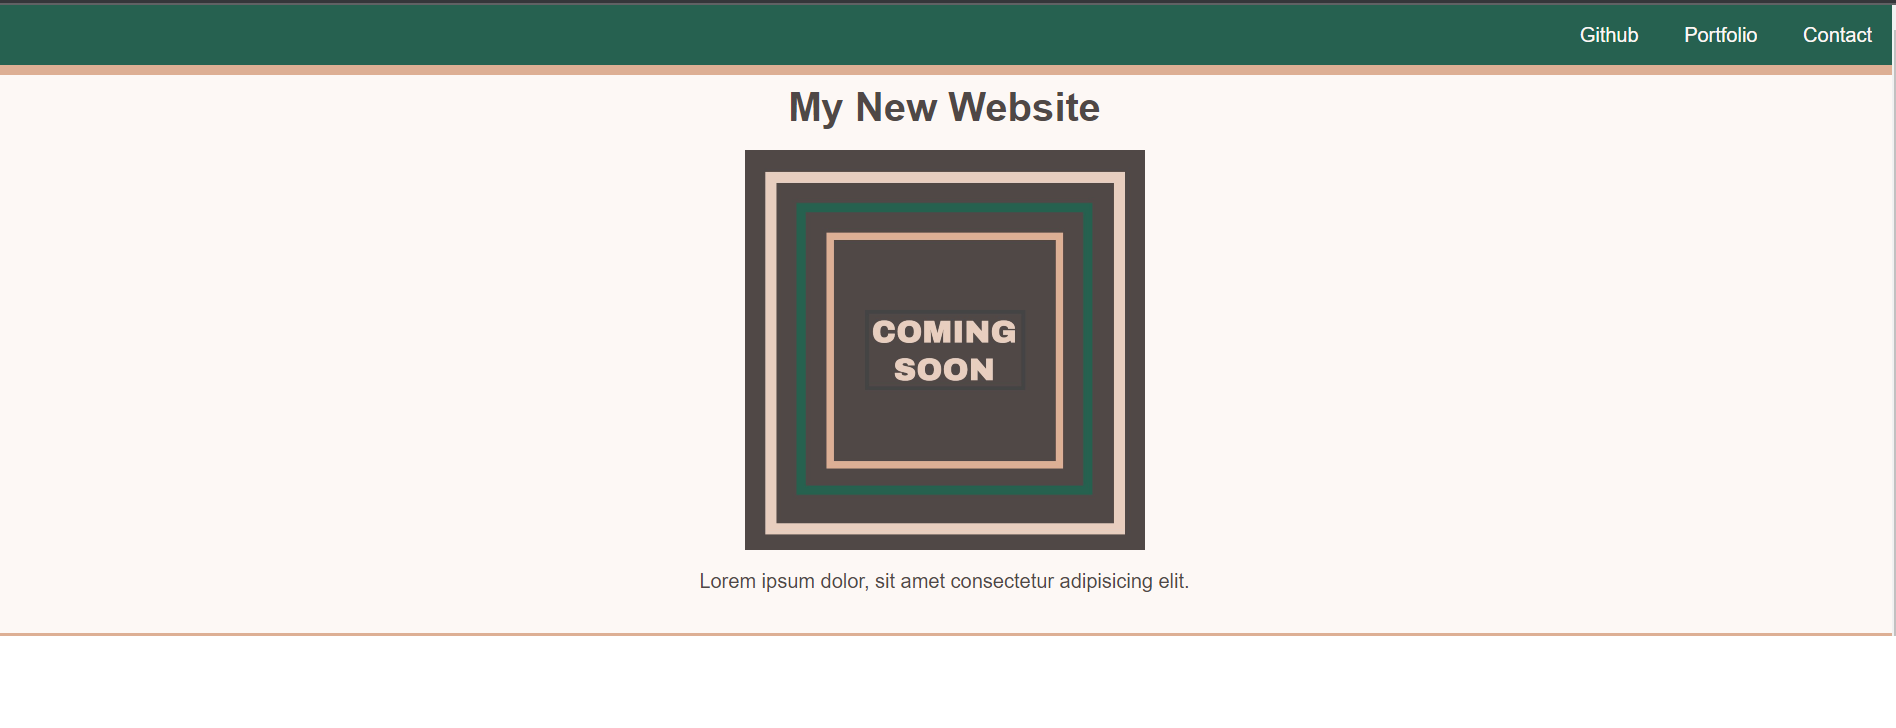 Github Portfolio Contact
My New Website
COMING
SOON
Lorem ipsum dolor, sit amet consectetur adipisicing elit.